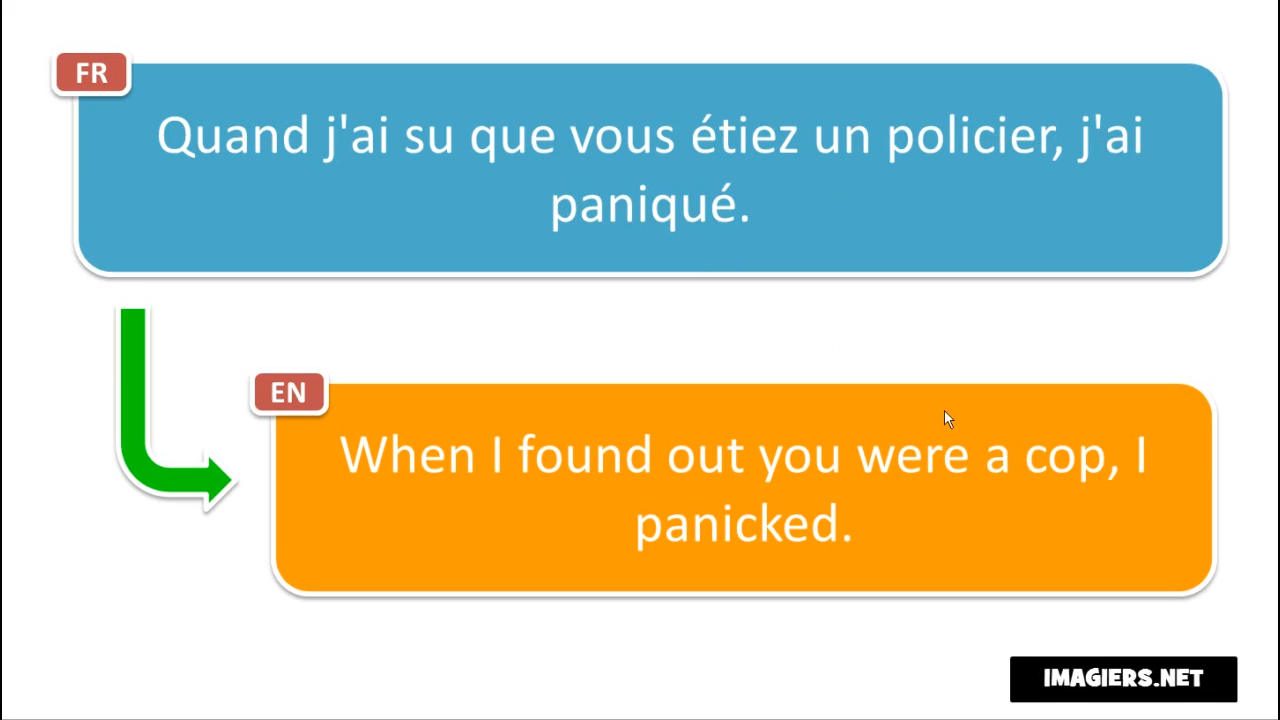 FR
Quand j'ai su que vous étiez un policier, j'ai
paniqué.
EN
When I found out you were a cop, I
panicked.
IMAGIERS.NET